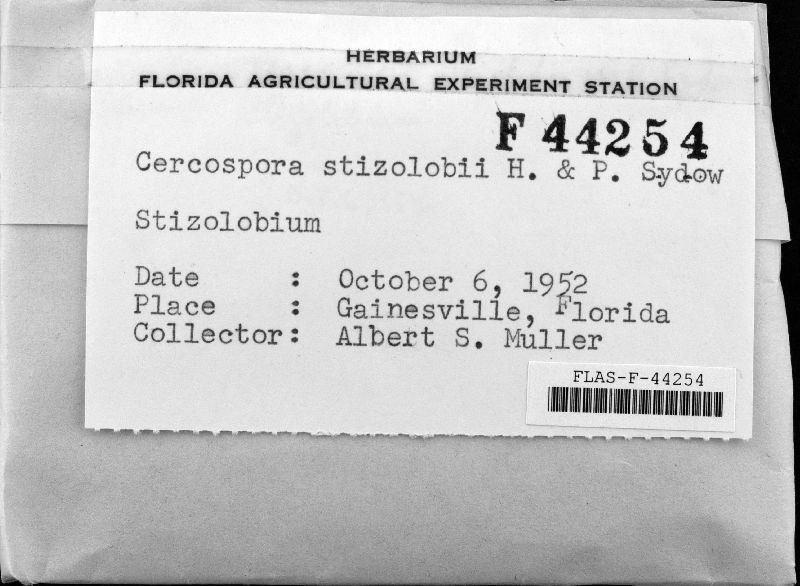 HERBARIUM
FLORIDA AGRICULTURAL EXPERIMENT STATION
F 44254
Cercospora stizolobii H. & P. Sydow
Stizolobium
Date : October 6, 1952
Place : Gainesville, Florida
Collector: Albert S. Muller
FLAS-F-44254